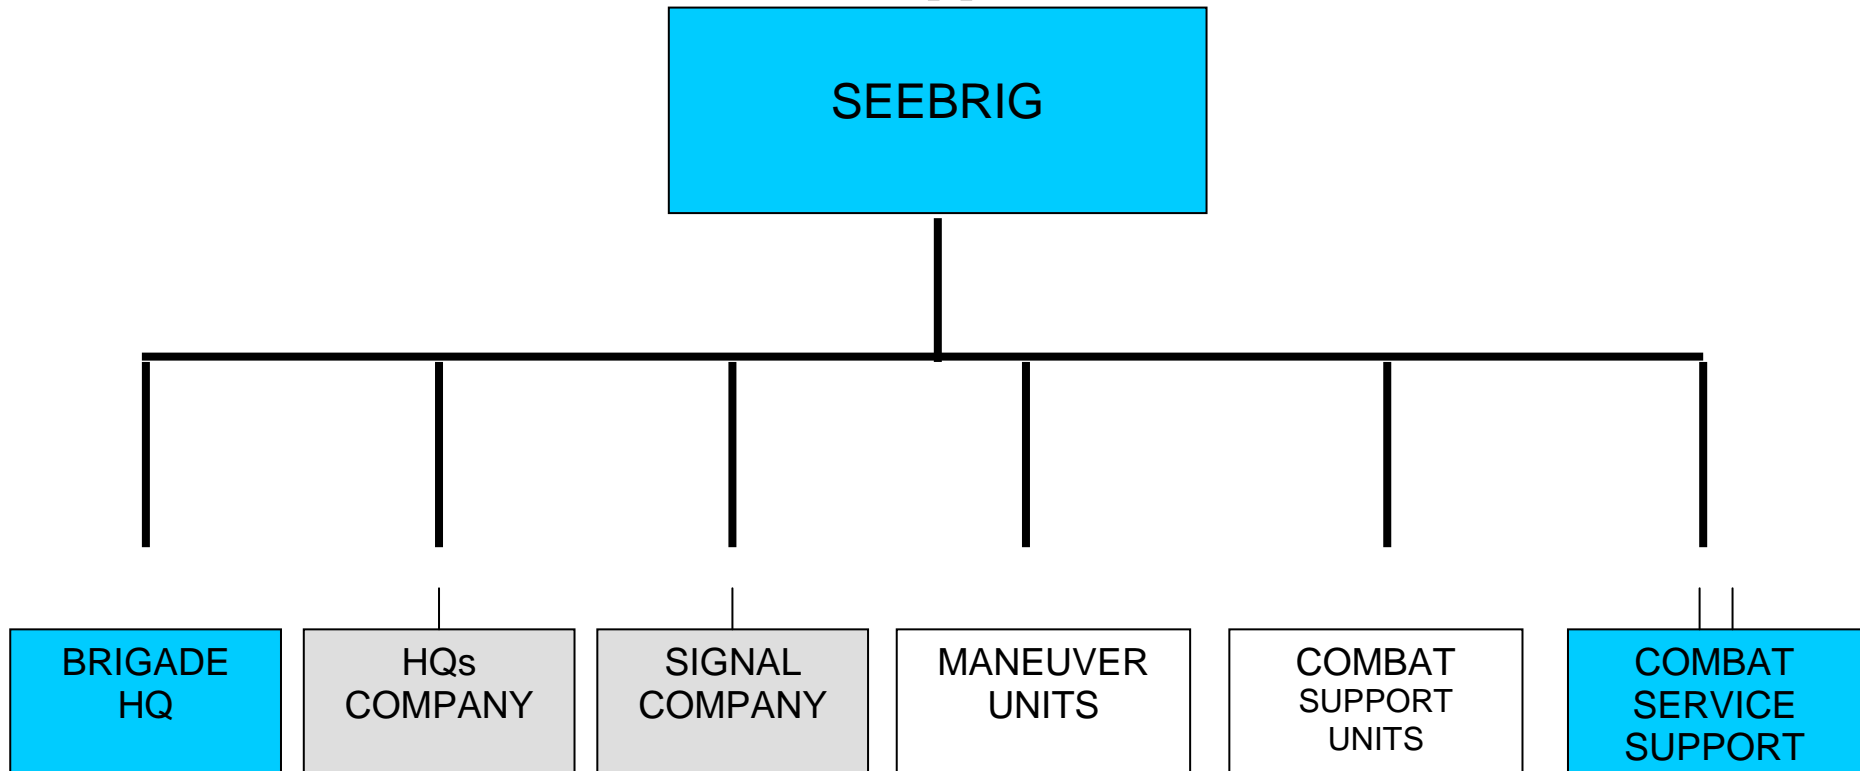 SEEBRIG
BRIGADE
HQ
HQs
COMPANY
SIGNAL
COMPANY
MANEUVER
UNITS
COMBAT
SUPPORT
UNITS
COMBAT
SERVICE
SUPPORT